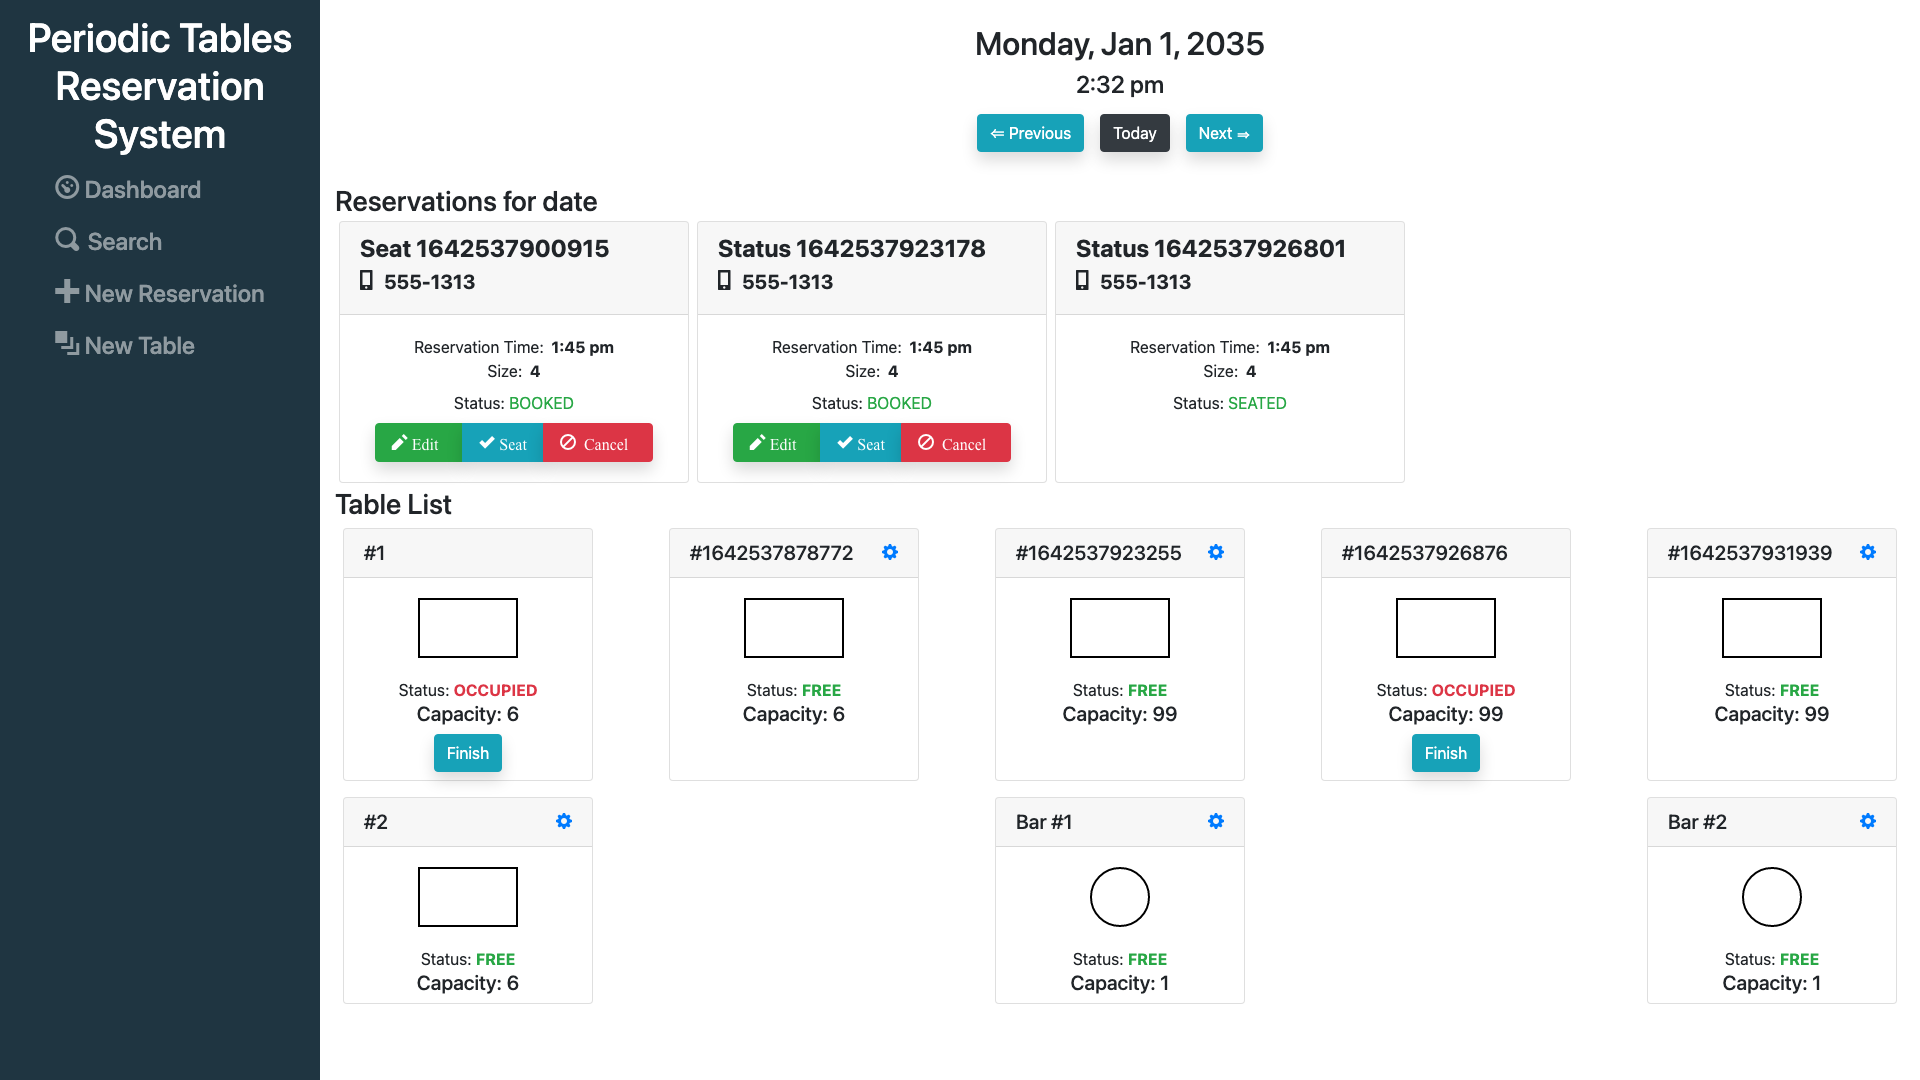 Periodic Tables
Reservation
System
Dashboard
Search
New Reservation
New Table
Monday, Jan 1, 2035
2:32 pm
⇐ Previous
Today
Next ⇒
Reservations for date
Seat 1642537900915
555-1313
Reservation Time: 1:45 pm
Size: 4
Status: BOOKED
Edit
Seat
Cancel
Status 1642537923178
555-1313
Reservation Time: 1:45 pm
Size: 4
Status: BOOKED
Edit
Seat
Cancel
Status 1642537926801
555-1313
Reservation Time: 1:45 pm
Size: 4
Status: SEATED
Table List
#1
Status: OCCUPIED
Capacity: 6
Finish
#1642537878772
Status: FREE
Capacity: 6
#1642537923255
Status: FREE
Capacity: 99
#1642537926876
Status: OCCUPIED
Capacity: 99
Finish
#1642537931939
Status: FREE
Capacity: 99
#2
Status: FREE
Capacity: 6
Bar #1
Status: FREE
Capacity: 1
Bar #2
Status: FREE
Capacity: 1